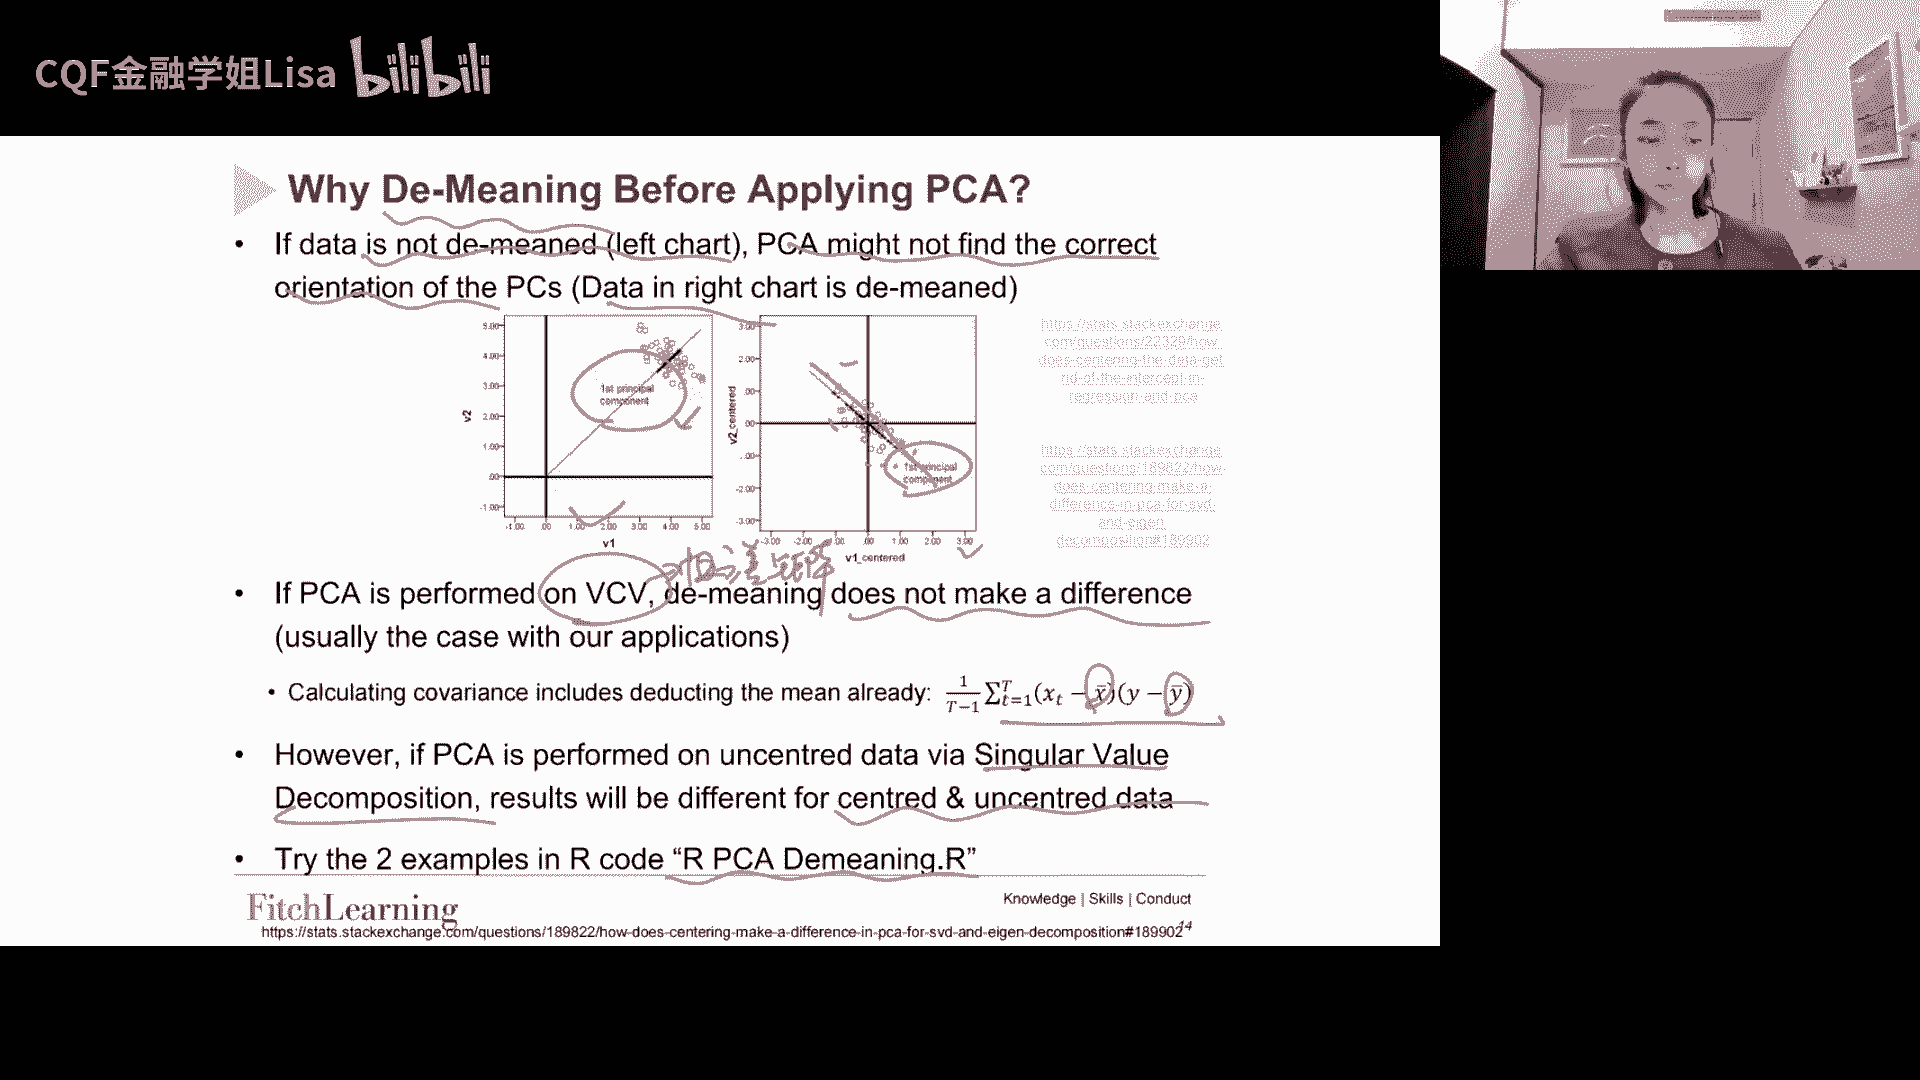 CQF金融学姐Lisa bilibili
Why De-Meaning Before Applying PCA?
• If data is not de-meaned (left chart), PCA might not find the correct
orientation of the PCs (Data in right chart is de-meaned)
5.00
4.00
3.00
2.00
1.00
.00
-1.00
v2
1st principal
component
-1.00 .00 1.00 2.00 3.00 4.00 5.00
v1
3.00
2.00
1.00
.00
-1.00
-2.00
-3.00
v2_centered
1st principal
component
-3.00 -2.00 -1.00 .00 1.00 2.00 3.00
v1_centered
https://stats.stackexchange.
com/questions/22329/how-
does-centering-the-data-get-
rid-of-the-intercept-in-
regression-and-pca
https://stats.stackexchange.
com/questions/189822/how-
does-centering-make-a-
difference-in-pca-for-svd-
and-eigen-
decomposition#189902
协方差矩阵
• If PCA is performed on VCV, de-meaning does not make a difference
(usually the case with our applications)
• Calculating covariance includes deducting the mean already: 1/(T−1) ∑ᵀₜ₌₁(xₜ − x̄)(y − ȳ)
• However, if PCA is performed on uncentred data via Singular Value
Decomposition, results will be different for centred & uncentred data
• Try the 2 examples in R code “R PCA Demeaning.R”
FitchLearning
Knowledge | Skills | Conduct
https://stats.stackexchange.com/questions/189822/how-does-centering-make-a-difference-in-pca-for-svd-and-eigen-decomposition#189902
14